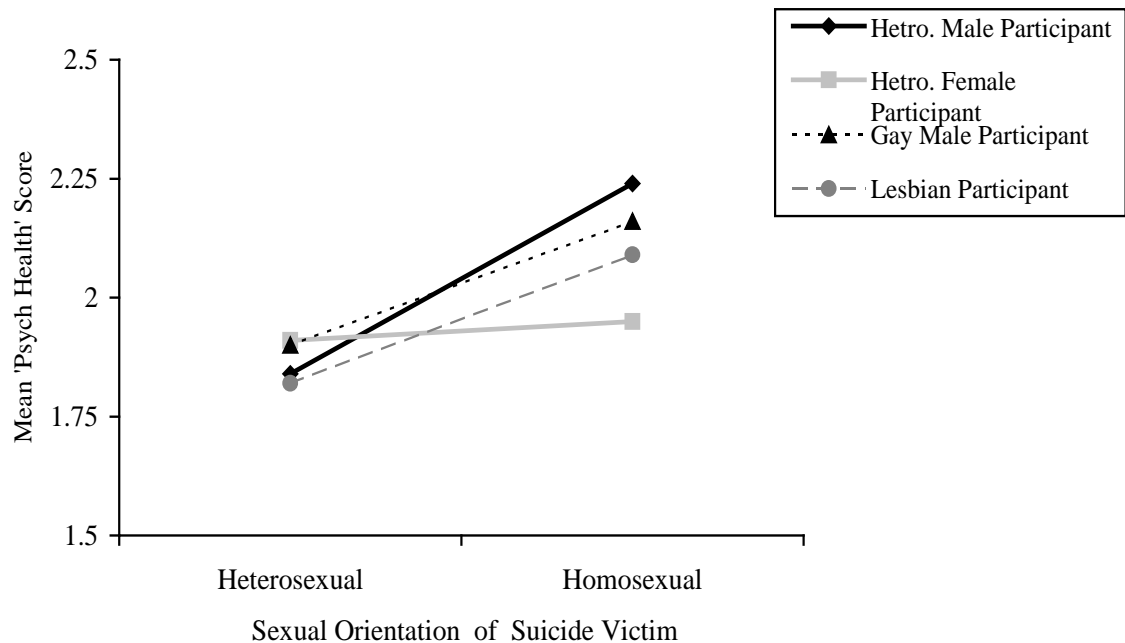 Hetro. Male Participant
Hetro. Female
Participant
Gay Male Participant
Lesbian Participant
Mean 'Psych Health' Score
2.5
2.25
2
1.75
1.5
Heterosexual
Homosexual
Sexual Orientation of Suicide Victim